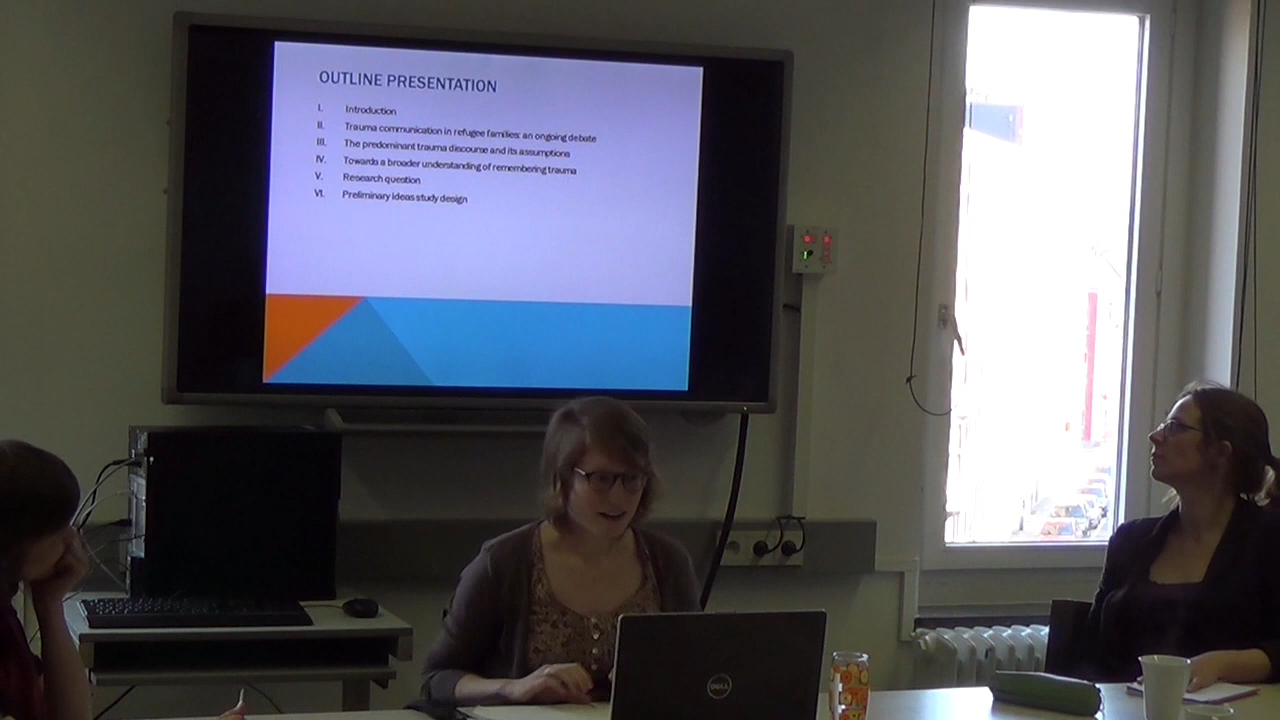 OUTLINE PRESENTATION
I. Introduction
II. Trauma communication in refugee families: an ongoing debate
III. The predominant trauma discourse and its assumptions
IV. Towards a broader understanding of remembering trauma
V. Research question
VI. Preliminary ideas study design
DELL